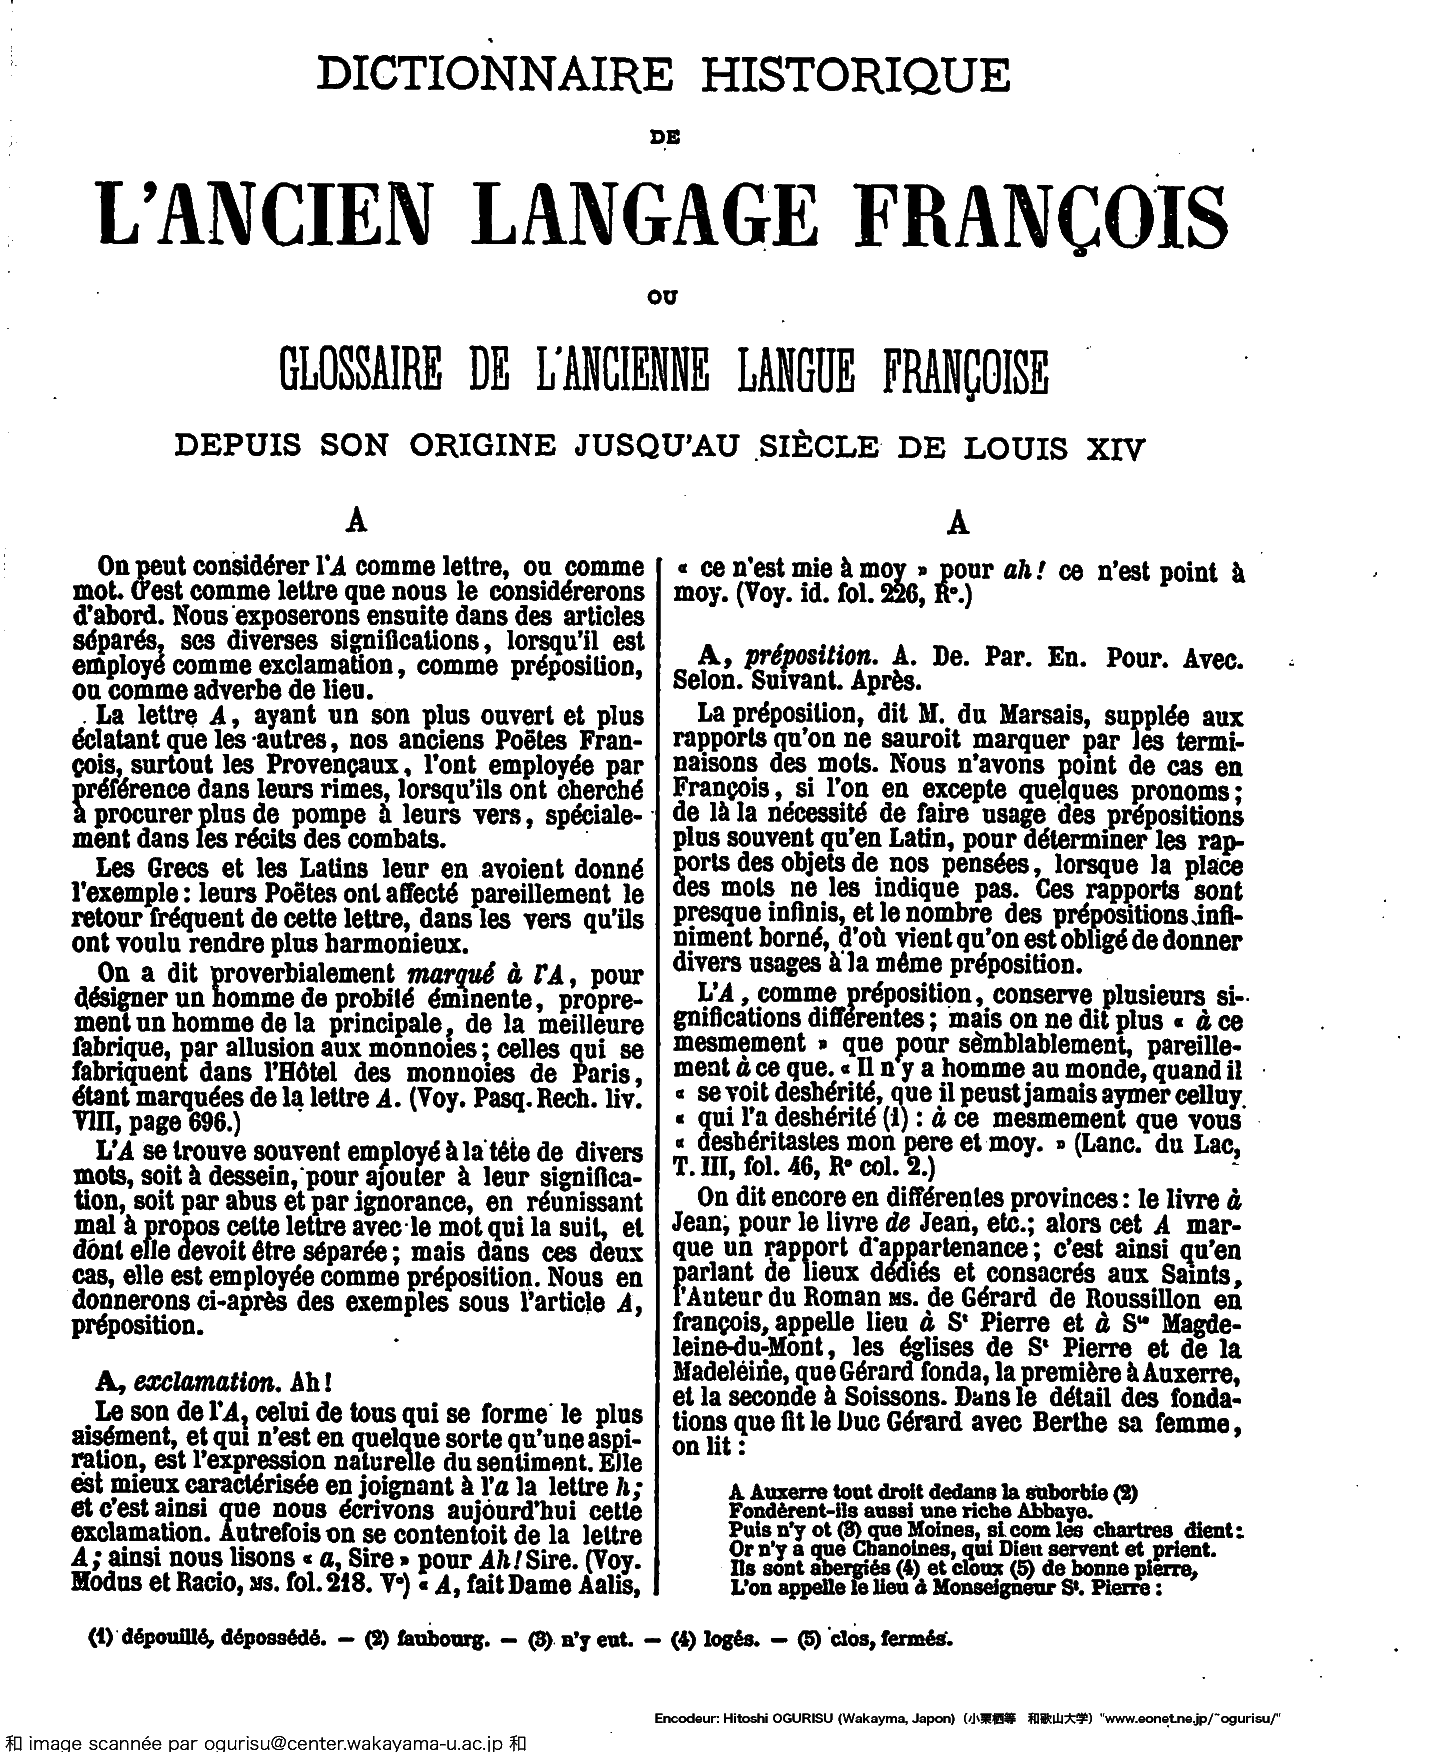 DICTIONNAIRE HISTORIQUE
DE
L'ANCIEN LANGAGE FRANÇOIS
OU
GLOSSAIRE DE L'ANCIENNE LANGUE FRANÇOISE
DEPUIS SON ORIGINE JUSQU'AU SIÈCLE DE LOUIS XIV
A
On peut considérer l'A comme lettre, ou comme
mot. C'est comme lettre que nous le considérerons
d'abord. Nous exposerons ensuite dans des articles
séparés, ses diverses significations, lorsqu'il est
employé comme exclamation, comme préposition,
ou comme adverbe de lieu.
La lettre A, ayant un son plus ouvert et plus
éclatant que les autres, nos anciens Poëtes Fran-
çois, surtout les Provençaux, l'ont employée par
préférence dans leurs rimes, lorsqu'ils ont cherché
à procurer plus de pompe à leurs vers, spéciale-
ment dans les récits des combats.
Les Grecs et les Latins leur en avoient donné
l'exemple : leurs Poëtes ont affecté pareillement le
retour fréquent de cette lettre, dans les vers qu'ils
ont voulu rendre plus harmonieux.
On a dit proverbialement marqué à l'A, pour
désigner un homme de probité éminente, propre-
ment un homme de la principale, de la meilleure
fabrique, par allusion aux monnoies ; celles qui se
fabriquent dans l'Hôtel des monnoies de Paris,
étant marquées de la lettre A. (Voy. Pasq. Rech. liv.
VIII, page 696.)
L'A se trouve souvent employé à la tête de divers
mots, soit à dessein, pour ajouter à leur significa-
tion, soit par abus et par ignorance, en réunissant
mal à propos cette lettre avec le mot qui la suit, et
dont elle devoit être séparée ; mais dans ces deux
cas, elle est employée comme préposition. Nous en
donnerons ci-après des exemples sous l'article A,
préposition.
A, exclamation. Ah !
Le son de l'A, celui de tous qui se forme le plus
aisément, et qui n'est en quelque sorte qu'une aspi-
ration, est l'expression naturelle du sentiment. Elle
est mieux caractérisée en joignant à l'a la lettre h ;
et c'est ainsi que nous écrivons aujourd'hui cette
exclamation. Autrefois on se contentoit de la lettre
A ; ainsi nous lisons « a, Sire » pour Ah ! Sire. (Voy.
Modus et Racio, MS. fol. 218. V°) « A, fait Dame Aalis,
A
« ce n'est mie à moy » pour ah ! ce n'est point à
moy. (Voy. id. fol. 226, R°.)
A, préposition. A. De. Par. En. Pour. Avec.
Selon. Suivant. Après.
La préposition, dit M. du Marsais, supplée aux
rapports qu'on ne sauroit marquer par les termi-
naisons des mots. Nous n'avons point de cas en
François, si l'on en excepte quelques pronoms ;
de là la nécessité de faire usage des prépositions
plus souvent qu'en Latin, pour déterminer les rap-
ports des objets de nos pensées, lorsque la place
des mots ne les indique pas. Ces rapports sont
presque infinis, et le nombre des prépositions infi-
niment borné, d'où vient qu'on est obligé de donner
divers usages à la même préposition.
L'A, comme préposition, conserve plusieurs si-
gnifications différentes ; mais on ne dit plus « à ce
mesmement » que pour semblablement, pareille-
ment à ce que. « Il n'y a homme au monde, quand il
« se voit deshérité, que il peust jamais aymer celluy
« qui l'a deshérité (1) : à ce mesmement que vous
« deshéritastes mon pere et moy. » (Lanc. du Lac,
T. III, fol. 46, R° col. 2.)
On dit encore en différentes provinces : le livre à
Jean, pour le livre de Jean, etc.; alors cet A mar-
que un rapport d'appartenance ; c'est ainsi qu'en
parlant de lieux dédiés et consacrés aux Saints,
l'Auteur du Roman MS. de Gérard de Roussillon en
françois, appelle lieu à Sᵗ Pierre et à Sᵗᵉ Magde-
leine-du-Mont, les églises de Sᵗ Pierre et de la
Madeleine, que Gérard fonda, la première à Auxerre,
et la seconde à Soissons. Dans le détail des fonda-
tions que fit le Duc Gérard avec Berthe sa femme,
on lit :
A Auxerre tout droit dedans la suborbie (2)
Fondèrent-ils aussi une riche Abbaye.
Puis n'y ot (3) que Moines, si com les chartres dient :
Or n'y a que Chanoines, qui Dieu servent et prient.
Ils sont abergiés (4) et cloux (5) de bonne pierre,
L'on appelle le lieu à Monseigneur Sᵗ. Pierre :
(1) dépouillé, dépossédé. — (2) faubourg. — (3) n'y eut. — (4) logés. — (5) clos, fermés.
Encodeur: Hitoshi OGURISU (Wakayma, Japon) (小栗栖等 和歌山大学) "www.eonet.ne.jp/~ogurisu/"
和 image scannée par ogurisu@center.wakayama-u.ac.jp 和